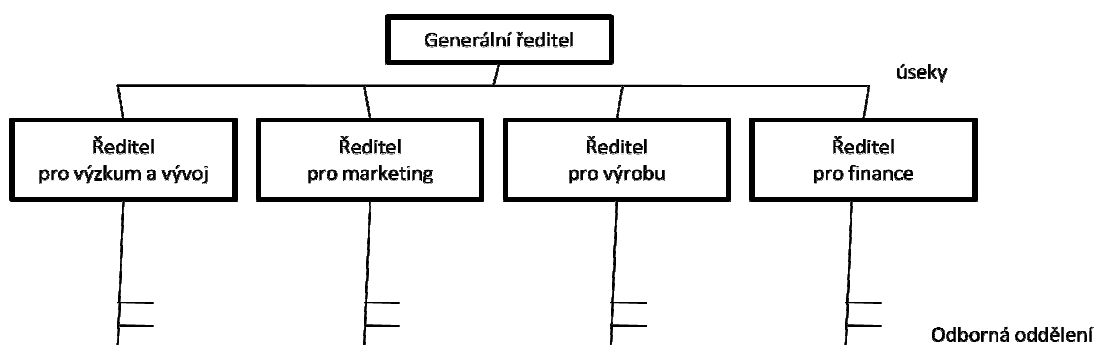 Generální ředitel
úseky
Ředitel
pro výzkum a vývoj
Ředitel
pro marketing
Ředitel
pro výrobu
Ředitel
pro finance
Odborná oddělení